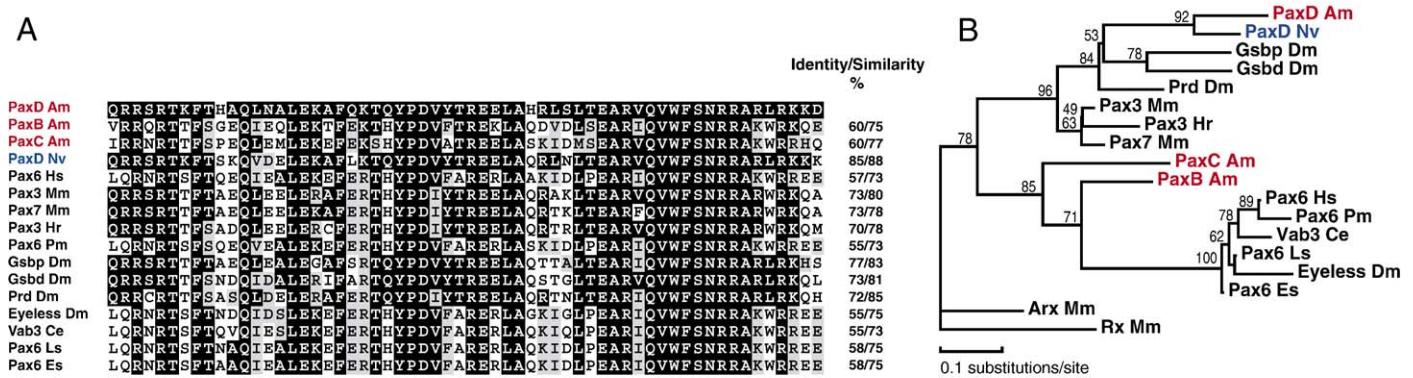 A
Identity/Similarity
%
PaxD Am QRRSRTKFTHAQLNALEKAFQKTQYPDVYTREELAHRLSLTEARVQVWFSNRRARLRKKD
PaxB Am VRRQRTTFSGEQIEQLEKTFEKTHYPDVFTREKLAQDVDLSEARIQVWFSNRRAKWRKQE 60/75
PaxC Am IRRNRTTFSPEQLEMLEKEFEKSHYPDVATREELASKIDMSEARIQVWFSNRRAKWRRHQ 60/77
PaxD Nv QRRSRTKFTSKQVDELEKAFLKTQYPDVYTREELAQRLNLTEARVQVWFSNRRARLRKKK 85/88
Pax6 Hs LQRNRTSFTQEQIEALEKEFERTHYPDVFARERLAAKIDLPEARIQVWFSNRRAKWRREE 57/73
Pax3 Mm QRRSRTTFTAEQLEELERAFERTHYPDIYTREELAQRAKLTEARVQVWFSNRRARWRKQA 73/80
Pax7 Mm QRRSRTTFTAEQLEELEKAFERTHYPDIYTREELAQRTKLTEARFQVWFSNRRARWRKQA 73/78
Pax3 Hr QRRSRTTFTADQLEELERCFERTHYPDIYTREELAQRTKLTEARVQVWFSNRRARWRKQM 70/78
Pax6 Pm LQRNRTSFSQEQVEALEKEFERTHYPDVFARERLASKIDLPEARIQVWFSNRRAKWRREE 55/73
Gsbp Dm QRRSRTTFTAEQLEALEGAFSRTQYPDVYTREELAQTTALTEARIQVWFSNRRARLRKHS 77/83
Gsbd Dm QRRSRTTFSNDQIDALERIFARTQYPDVYTREELAQSTGLTEARVQVWFSNRRARLRKQL 73/81
Prd Dm QRRCRTTFSASQLDELERAFERTQYPDIYTREELAQRTNLTEARIQVWFSNRRARLRKQH 72/85
Eyeless Dm LQRNRTSFTNDQIDSLEKEFERTHYPDVFARERLAGKIGLPEARIQVWFSNRRAKWRREE 55/75
Vab3 Ce LQRNRTSFTQVQIESLEKEFERTHYPDVFARERLAQKIQLPEARIQVWFSNRRAKWRREE 55/73
Pax6 Ls LQRNRTSFTNAQIEALEKEFERTHYPDVFARERLAQKIDLPEARIQVWFSNRRAKWRREE 58/75
Pax6 Es LQRNRTSFTAAQIEALEKEFERTHYPDVFARERLAQKIDLPEARIQVWFSNRRAKWRREE 58/75
B
92
PaxD Am
PaxD Nv
53
Gsbp Dm
78
Gsbd Dm
84
Prd Dm
96
49
Pax3 Mm
63
Pax3 Hr
Pax7 Mm
78
PaxC Am
85
PaxB Am
71
89
Pax6 Hs
78
Pax6 Pm
Vab3 Ce
62
Pax6 Ls
100
Eyeless Dm
Pax6 Es
Arx Mm
Rx Mm
0.1 substitutions/site